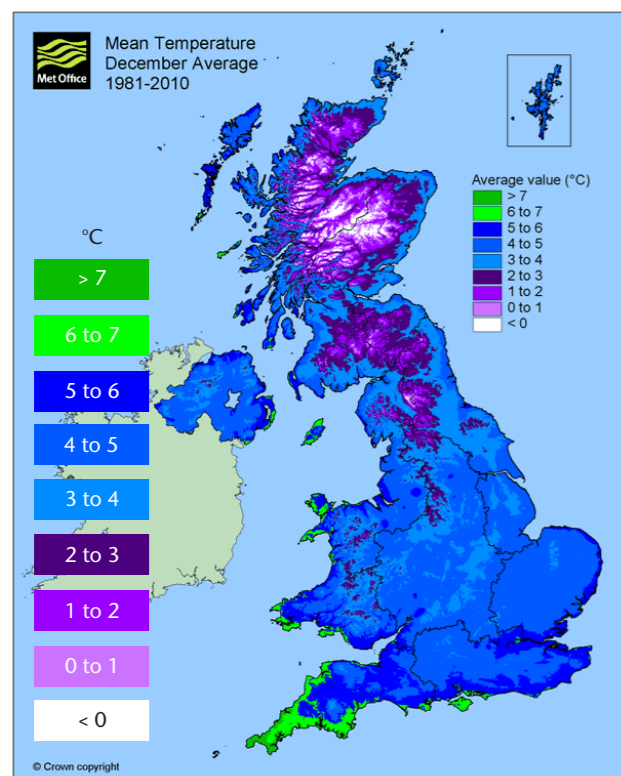 Met Office
Mean Temperature
December Average
1981-2010
Average value (°C)
> 7
6 to 7
5 to 6
4 to 5
3 to 4
2 to 3
1 to 2
0 to 1
< 0
°C
> 7
6 to 7
5 to 6
4 to 5
3 to 4
2 to 3
1 to 2
0 to 1
< 0
© Crown copyright